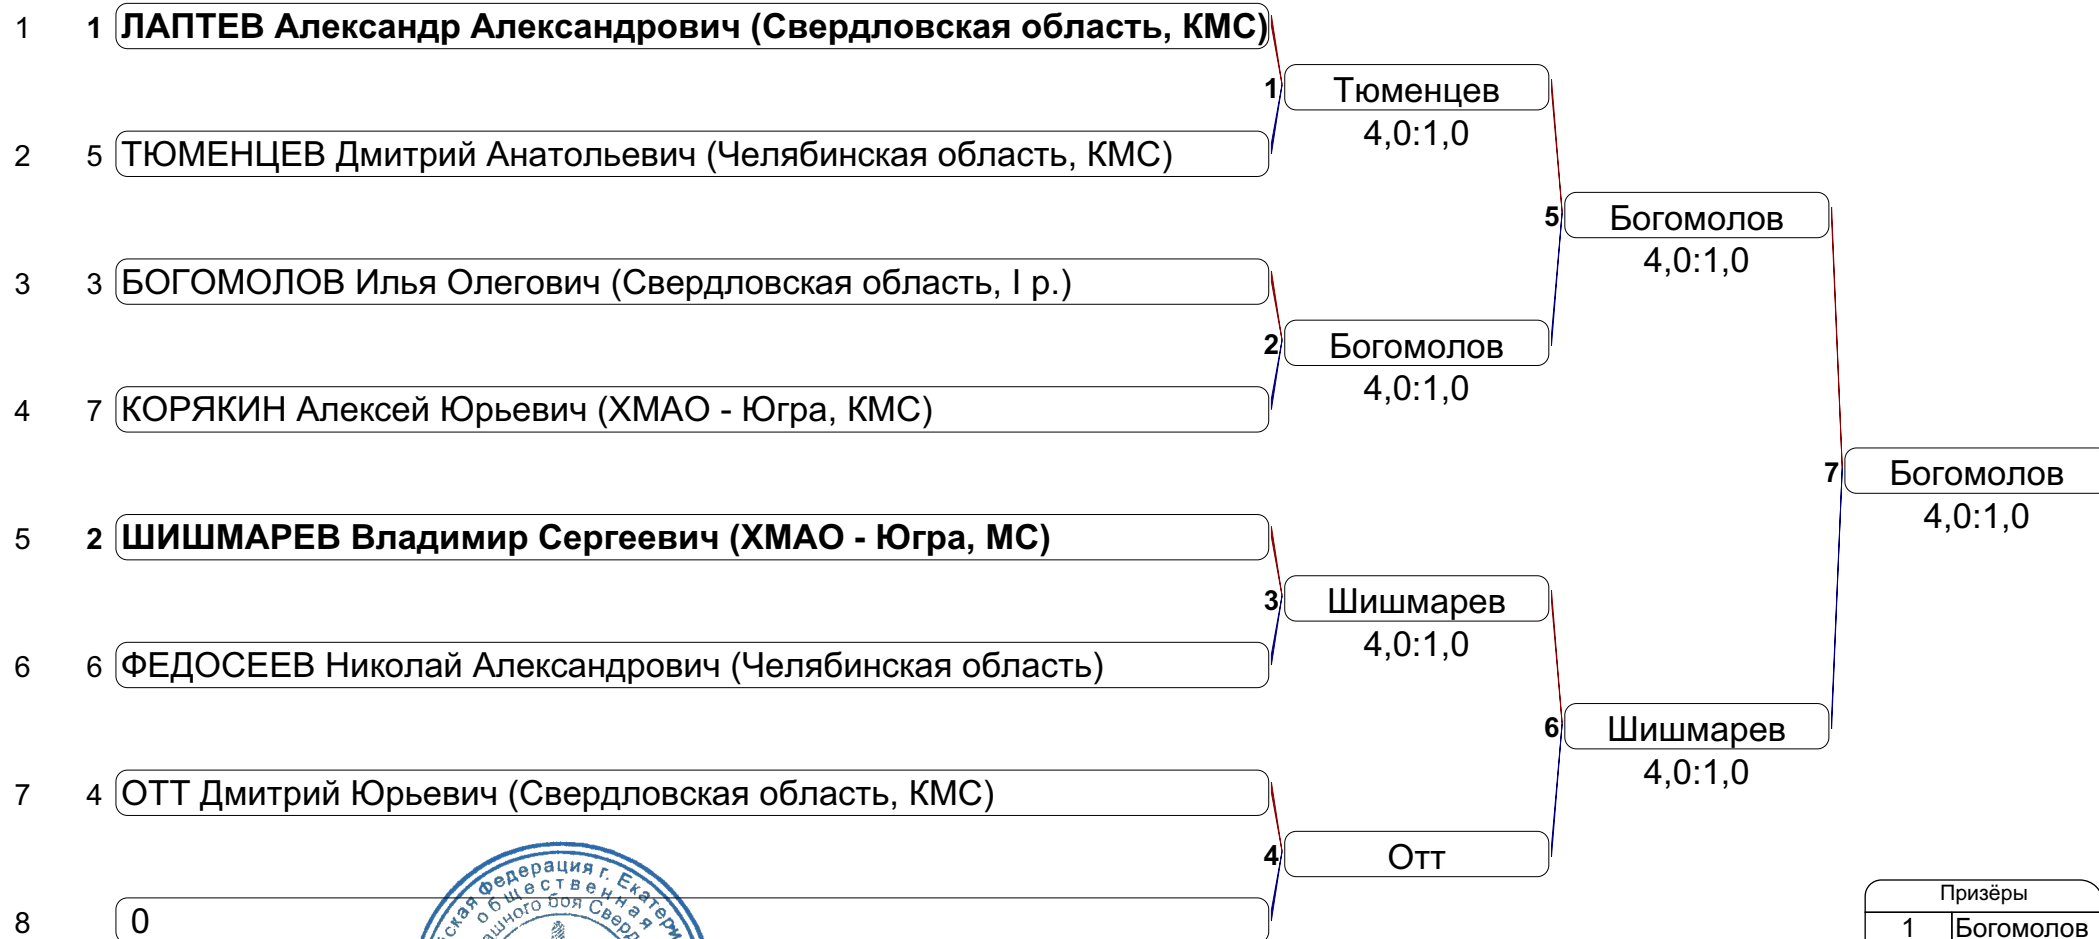 1 1 ЛАПТЕВ Александр Александрович (Свердловская область, КМС)
1 Тюменцев
4,0:1,0
2 5 ТЮМЕНЦЕВ Дмитрий Анатольевич (Челябинская область, КМС)
5 Богомолов
4,0:1,0
3 3 БОГОМОЛОВ Илья Олегович (Свердловская область, I р.)
2 Богомолов
4,0:1,0
4 7 КОРЯКИН Алексей Юрьевич (ХМАО - Югра, КМС)
7 Богомолов
4,0:1,0
5 2 ШИШМАРЕВ Владимир Сергеевич (ХМАО - Югра, МС)
3 Шишмарев
4,0:1,0
6 6 ФЕДОСЕЕВ Николай Александрович (Челябинская область)
6 Шишмарев
4,0:1,0
7 4 ОТТ Дмитрий Юрьевич (Свердловская область, КМС)
4 Отт
8 0
Федерация г.
общественная
боя
Призёры
1 Богомолов